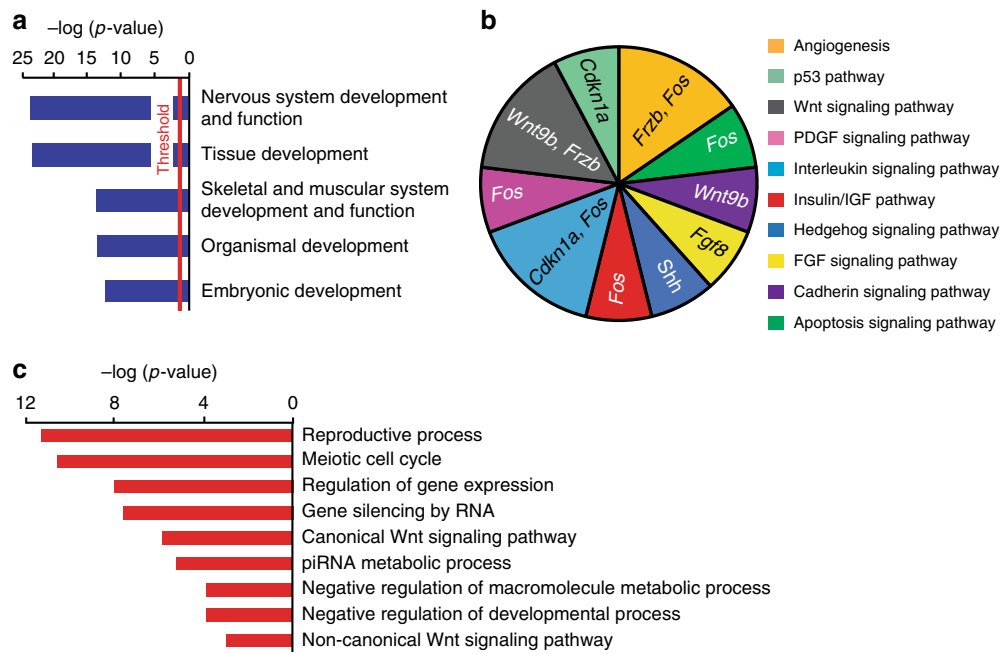 a
–log (p-value)
25 20 15 10 5 0
Threshold
Nervous system development
and function
Tissue development
Skeletal and muscular system
development and function
Organismal development
Embryonic development
b
Frzb, Fos
Fos
Wnt9b
Fgf8
Shh
Fos
Cdkn1a, Fos
Fos
Wnt9b, Frzb
Cdkn1a
Angiogenesis
p53 pathway
Wnt signaling pathway
PDGF signaling pathway
Interleukin signaling pathway
Insulin/IGF pathway
Hedgehog signaling pathway
FGF signaling pathway
Cadherin signaling pathway
Apoptosis signaling pathway
c
–log (p-value)
12 8 4 0
Reproductive process
Meiotic cell cycle
Regulation of gene expression
Gene silencing by RNA
Canonical Wnt signaling pathway
piRNA metabolic process
Negative regulation of macromolecule metabolic process
Negative regulation of developmental process
Non-canonical Wnt signaling pathway